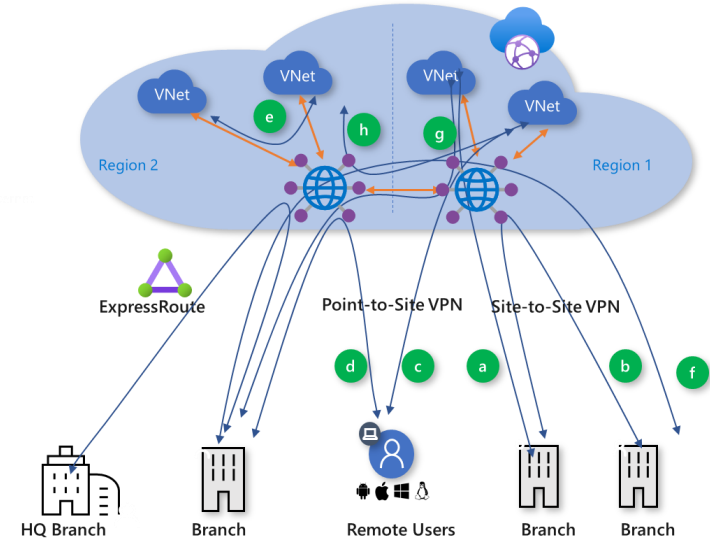 VNet
VNet
VNet
VNet
e
h
g
Region 2
Region 1
ExpressRoute
Point-to-Site VPN
Site-to-Site VPN
d
c
a
b
f
HQ Branch
Branch
Remote Users
Branch
Branch